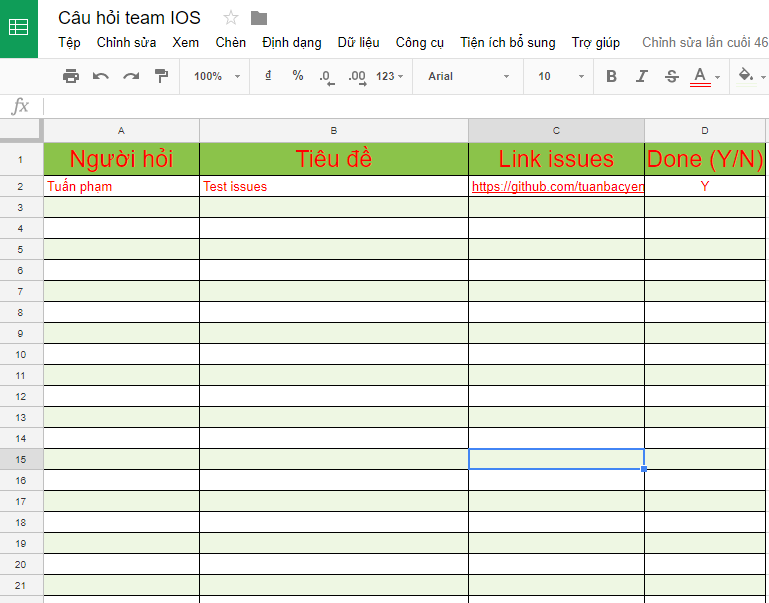 Câu hỏi team IOS
Tệp Chỉnh sửa Xem Chèn Định dạng Dữ liệu Công cụ Tiện ích bổ sung Trợ giúp Chỉnh sửa lần cuối 46
100% đ % .0 .00 123 Arial 10 B I S A
fx
A B C D
1 Người hỏi Tiêu đề Link issues Done (Y/N)
2 Tuấn phạm Test issues https://github.com/tuanbacyen Y
3
4
5
6
7
8
9
10
11
12
13
14
15
16
17
18
19
20
21